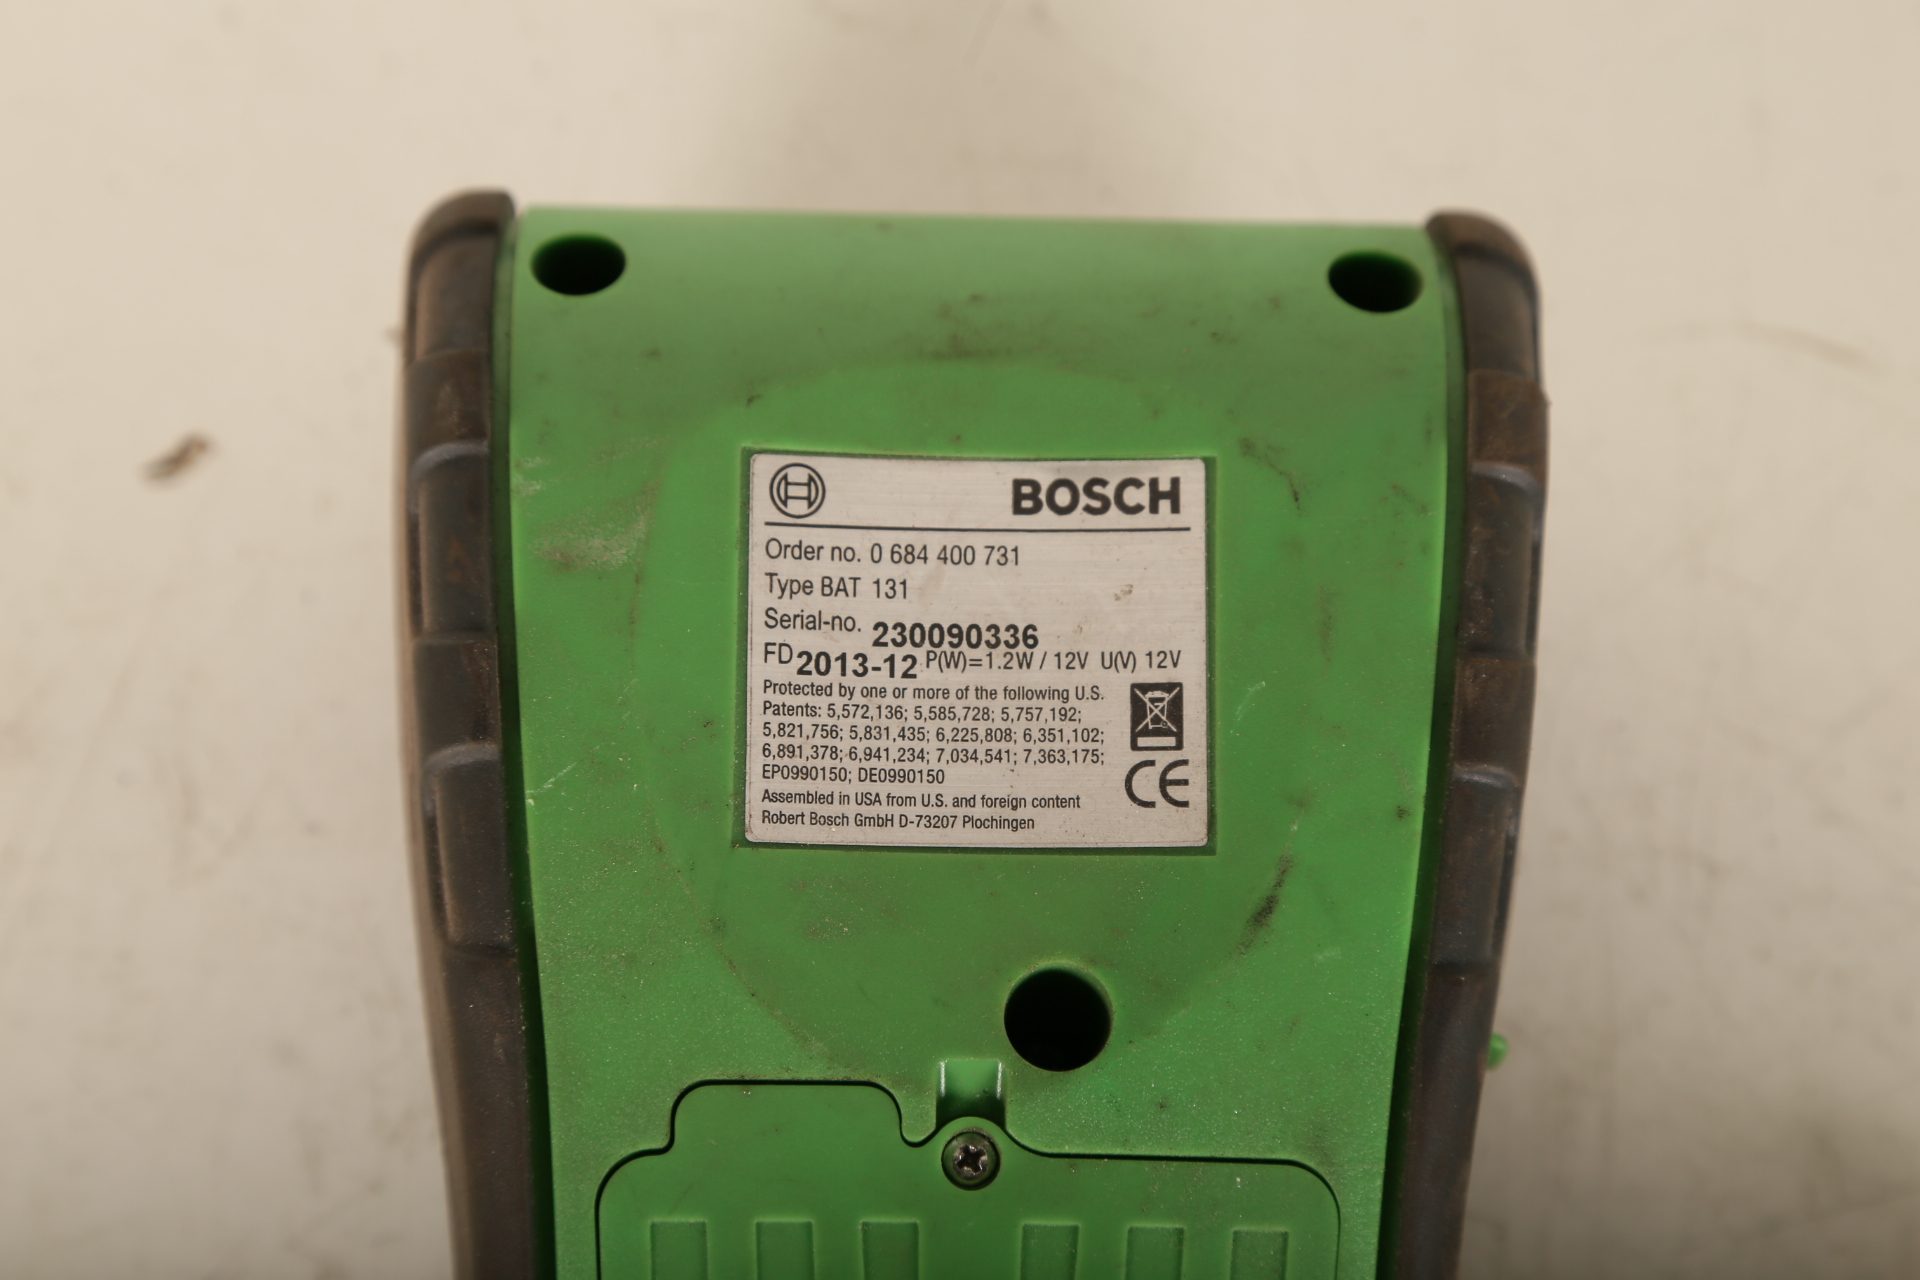 BOSCH
Order no. 0 684 400 731
Type BAT 131
Serial-no. 230090336
FD 2013-12 P(W)=1.2W / 12V U(V) 12V
Protected by one or more of the following U.S.
Patents: 5,572,136; 5,585,728; 5,757,192;
5,821,756; 5,831,435; 6,225,808; 6,351,102;
6,891,378; 6,941,234; 7,034,541; 7,363,175;
EP0990150; DE0990150
CE
Assembled in USA from U.S. and foreign content
Robert Bosch GmbH D-73207 Plochingen